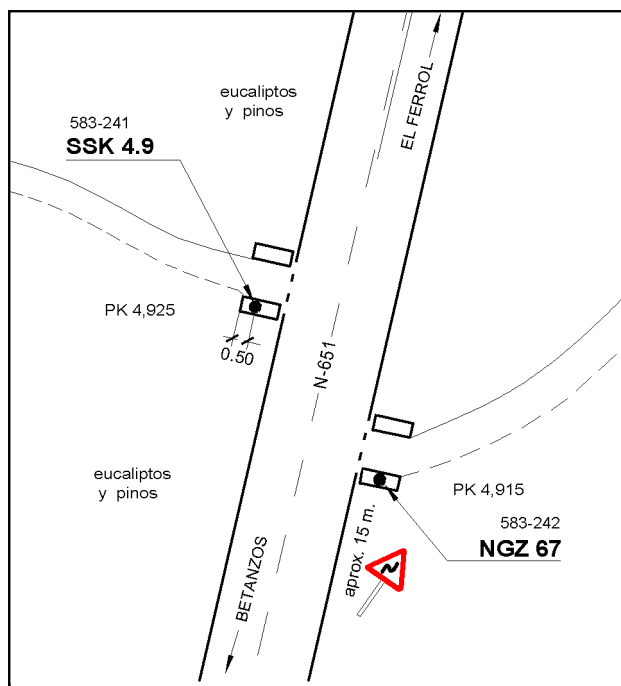 eucaliptos
y pinos
583-241
SSK 4.9
EL FERROL
PK 4,925
0.50
N-651
eucaliptos
y pinos
PK 4,915
583-242
NGZ 67
aprox. 15 m.
BETANZOS